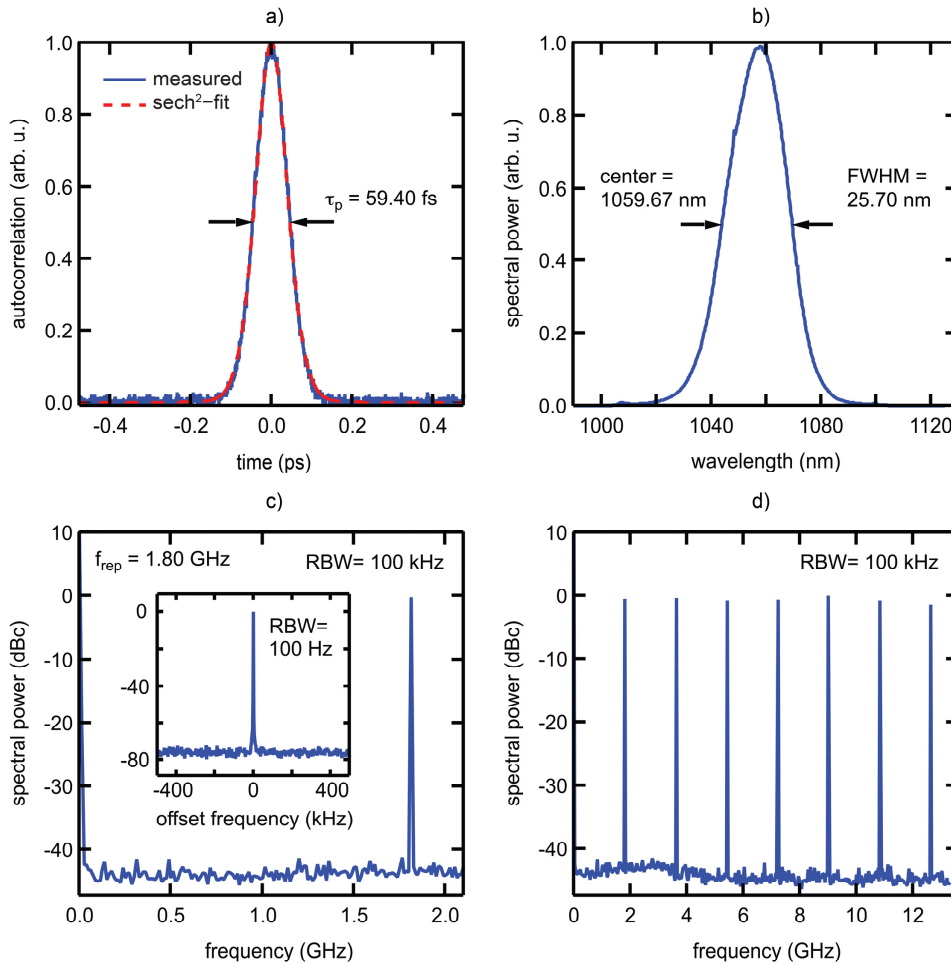 a)
1.0
0.8
0.6
0.4
0.2
0.0
autocorrelation (arb. u.)
measured
sech²−fit
τp = 59.40 fs
-0.4 -0.2 0.0 0.2 0.4
time (ps)
b)
1.0
0.8
0.6
0.4
0.2
0.0
spectral power (arb. u.)
center =
1059.67 nm
FWHM =
25.70 nm
1000 1040 1080 1120
wavelength (nm)
c)
10
0
-10
-20
-30
-40
spectral power (dBc)
frep = 1.80 GHz
RBW= 100 kHz
0
-40
-80
RBW=
100 Hz
-400 0 400
offset frequency (kHz)
0 0.5 1.0 1.5 2.0
frequency (GHz)
d)
10
0
-10
-20
-30
-40
spectral power (dBc)
RBW= 100 kHz
0 2 4 6 8 10 12
frequency (GHz)